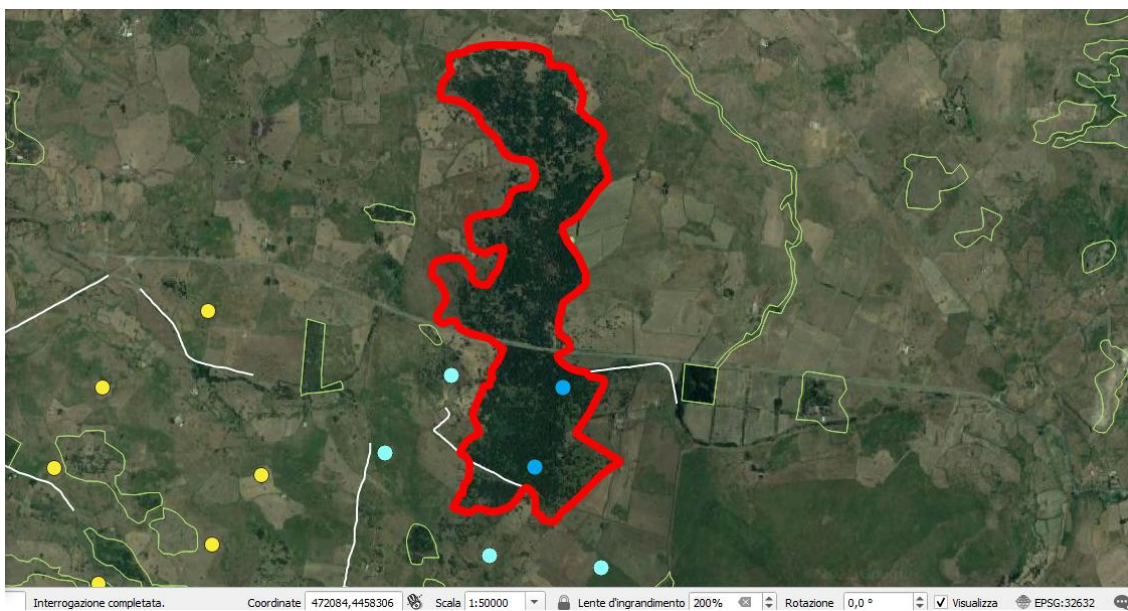 Interrogazione completata. Coordinate 472084,4458306 Scala 1:50000 Lente d'ingrandimento 200% Rotazione 0,0 ° Visualizza EPSG:32632